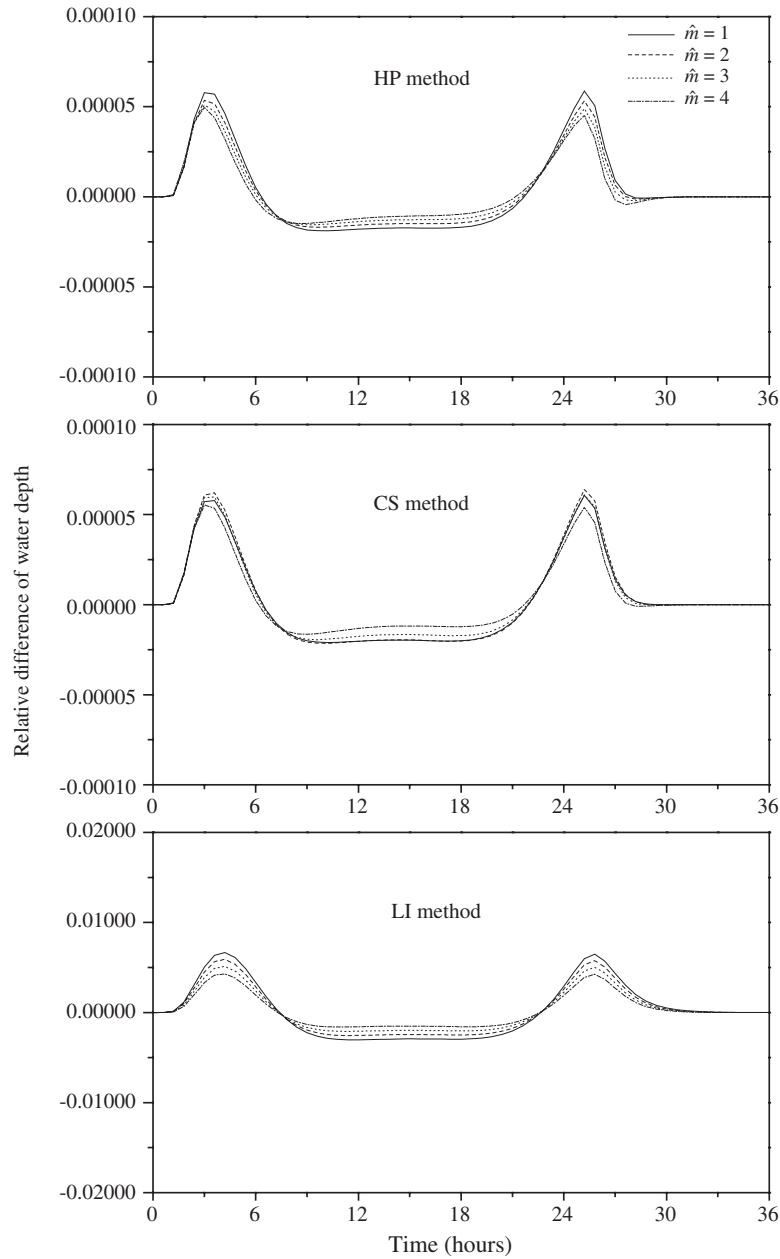 0.00010
0.00005
0.00000
-0.00005
-0.00010
HP method
m̂ = 1
m̂ = 2
m̂ = 3
m̂ = 4
0 6 12 18 24 30 36
0.00010
0.00005
0.00000
-0.00005
-0.00010
CS method
0 6 12 18 24 30 36
Relative difference of water depth
0.02000
0.01000
0.00000
-0.01000
-0.02000
LI method
0 6 12 18 24 30 36
Time (hours)